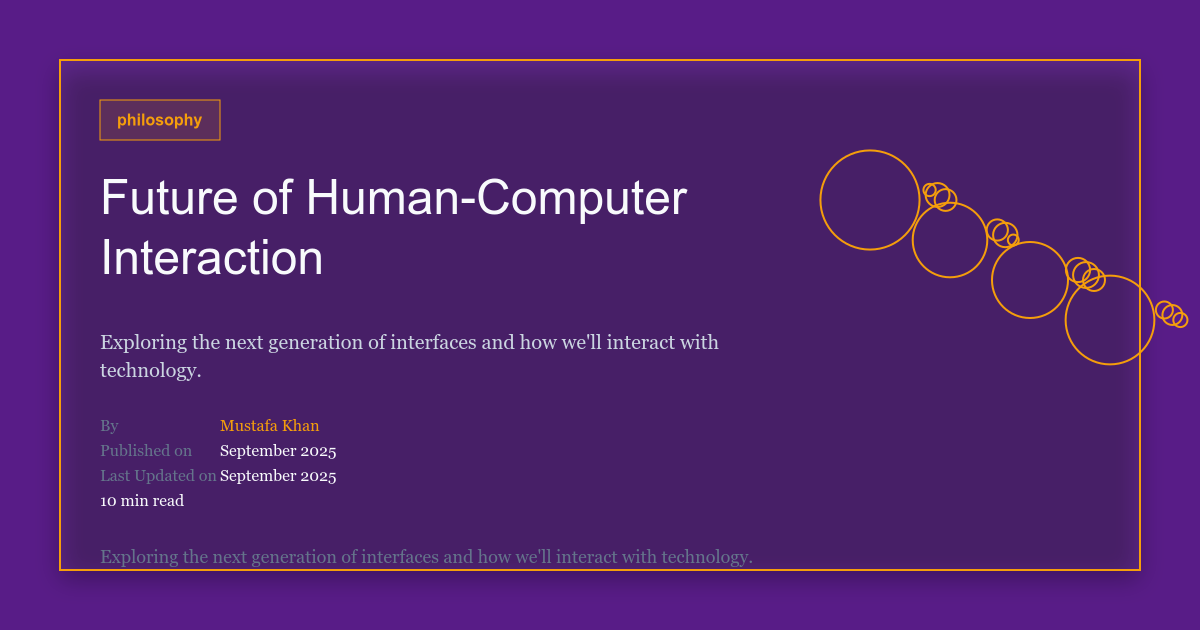 philosophy
Future of Human-Computer
Interaction
Exploring the next generation of interfaces and how we'll interact with
technology.
By Mustafa Khan
Published on September 2025
Last Updated on September 2025
10 min read
Exploring the next generation of interfaces and how we'll interact with technology.